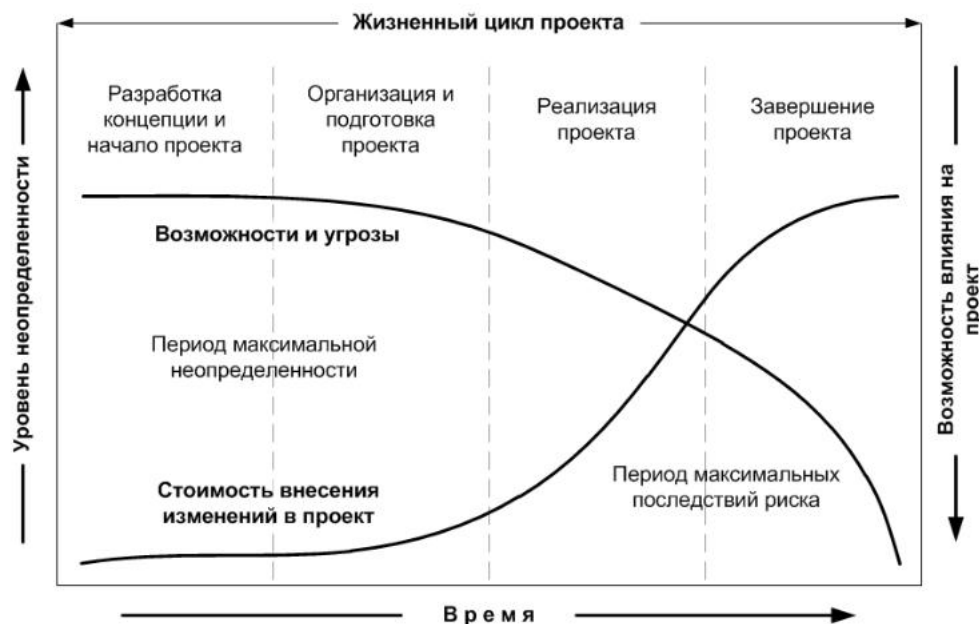 Жизненный цикл проекта
Разработка
концепции и
начало проекта
Организация и
подготовка
проекта
Реализация
проекта
Завершение
проекта
Уровень неопределенности
Возможность влияния на
проект
Возможности и угрозы
Период максимальной
неопределенности
Стоимость внесения
изменений в проект
Период максимальных
последствий риска
В р е м я